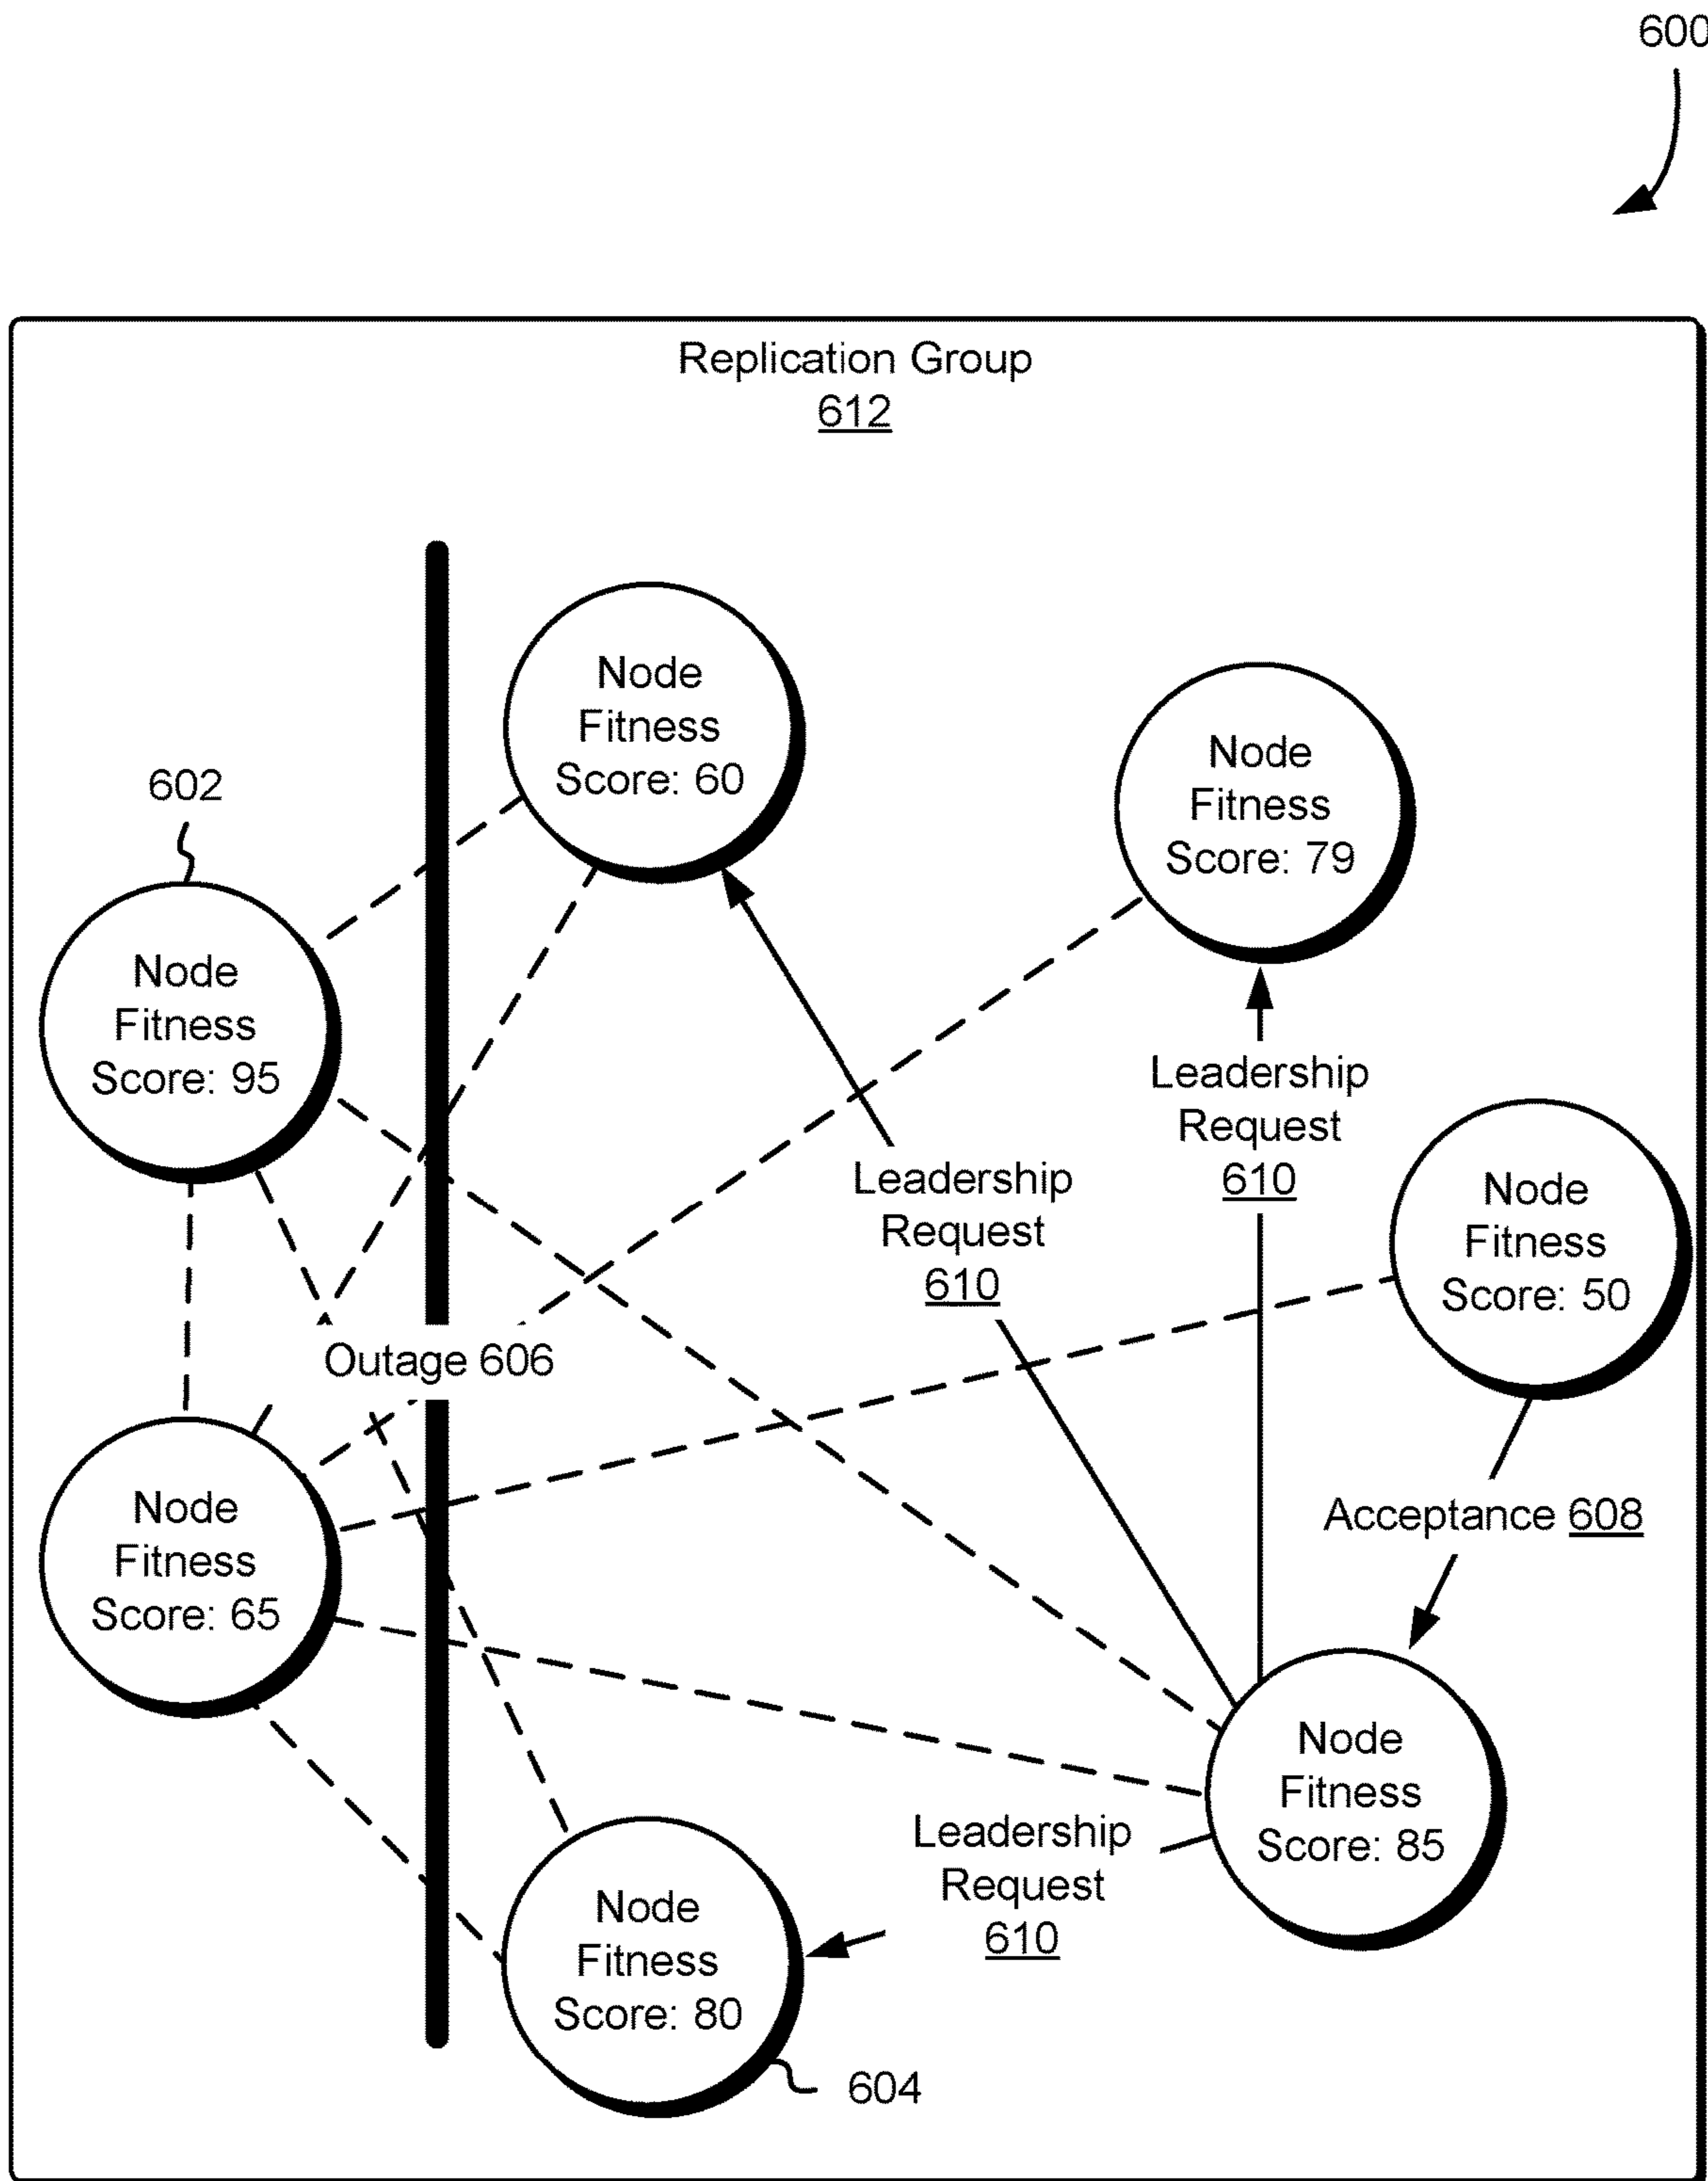 600
Replication Group
612
Node
Fitness
Score: 60
Node
Fitness
Score: 79
602
Node
Fitness
Score: 95
Leadership
Request
610
Leadership
Request
610
Node
Fitness
Score: 50
Outage 606
Node
Fitness
Score: 65
Acceptance 608
Node
Fitness
Score: 85
Leadership
Request
610
Node
Fitness
Score: 80
604